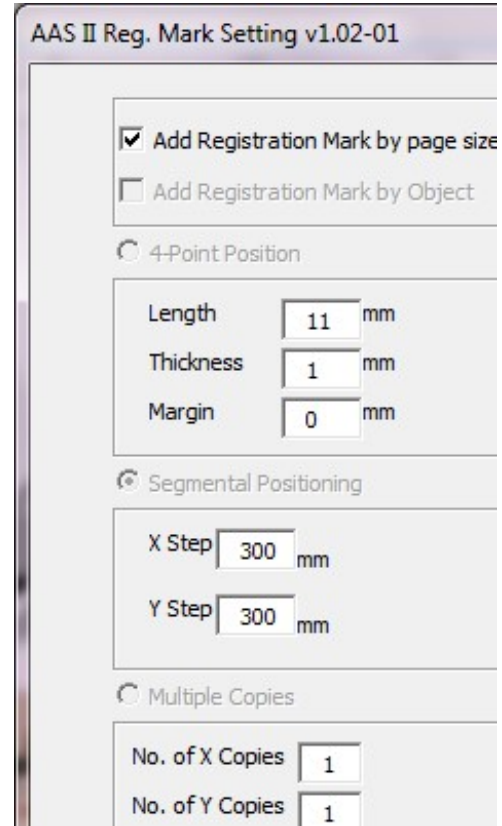 AAS II Reg. Mark Setting v1.02-01
Add Registration Mark by page size
Add Registration Mark by Object
4-Point Position
Length 11 mm
Thickness 1 mm
Margin 0 mm
Segmental Positioning
X Step 300 mm
Y Step 300 mm
Multiple Copies
No. of X Copies 1
No. of Y Copies 1